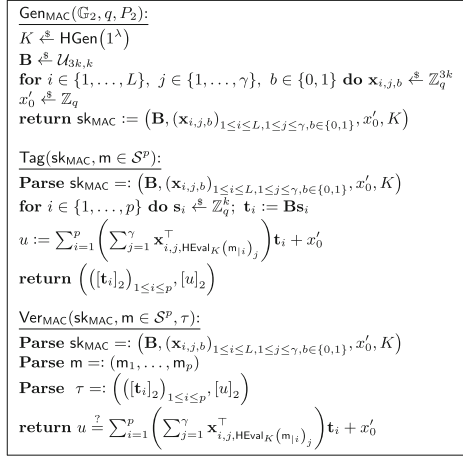 Gen_MAC(𝔾₂, q, P₂):
K ←$ HGen(1^λ)
B ←$ 𝒰_{3k,k}
for i ∈ {1, . . . , L}, j ∈ {1, . . . , γ}, b ∈ {0, 1} do x_{i,j,b} ←$ ℤ_q^{3k}
x′_0 ←$ ℤ_q
return sk_MAC := (B, (x_{i,j,b})_{1≤i≤L,1≤j≤γ,b∈{0,1}}, x′_0, K)
Tag(sk_MAC, m ∈ 𝒮^p):
Parse sk_MAC =: (B, (x_{i,j,b})_{1≤i≤L,1≤j≤γ,b∈{0,1}}, x′_0, K)
for i ∈ {1, . . . , p} do s_i ←$ ℤ_q^k; t_i := Bs_i
u := ∑_{i=1}^p (∑_{j=1}^γ x^⊤_{i,j,HEval_K(m_{|i})_j}) t_i + x′_0
return (([t_i]_2)_{1≤i≤p}, [u]_2)
Ver_MAC(sk_MAC, m ∈ 𝒮^p, τ):
Parse sk_MAC =: (B, (x_{i,j,b})_{1≤i≤L,1≤j≤γ,b∈{0,1}}, x′_0, K)
Parse m =: (m_1, . . . , m_p)
Parse τ =: (([t_i]_2)_{1≤i≤p}, [u]_2)
return u ≟ ∑_{i=1}^p (∑_{j=1}^γ x^⊤_{i,j,HEval_K(m_{|i})_j}) t_i + x′_0